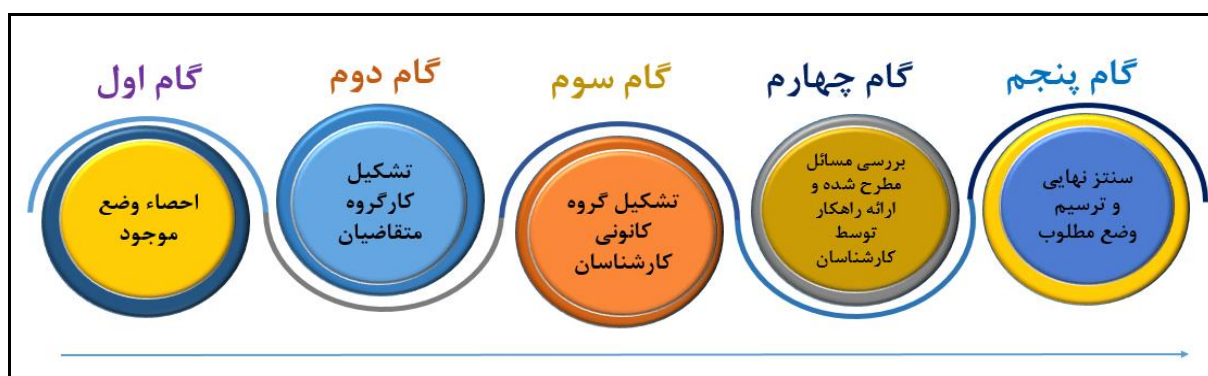 گام اول
احصاء وضع
موجود
گام دوم
تشکیل
کارگروه
متقاضیان
گام سوم
تشکیل گروه
کانونی
کارشناسان
گام چهارم
بررسی مسائل
مطرح شده و
ارائه راهکار
توسط
کارشناسان
گام پنجم
سنتز نهایی
و ترسیم
وضع مطلوب